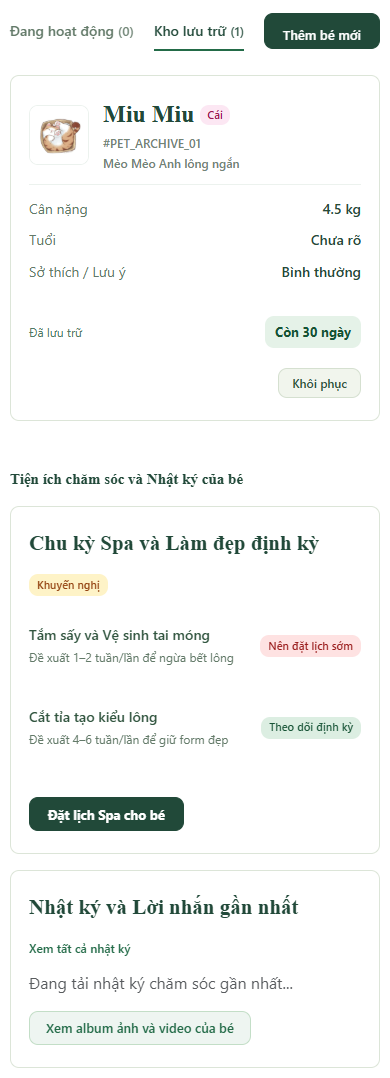 Đang hoạt động (0) Kho lưu trữ (1) Thêm bé mới
Miu Miu Cái
#PET_ARCHIVE_01
Mèo Mèo Anh lông ngắn
Cân nặng 4.5 kg
Tuổi Chưa rõ
Sở thích / Lưu ý Bình thường
Đã lưu trữ Còn 30 ngày
Khôi phục
Tiện ích chăm sóc và Nhật ký của bé
Chu kỳ Spa và Làm đẹp định kỳ
Khuyến nghị
Tắm sấy và Vệ sinh tai móng
Đề xuất 1–2 tuần/lần để ngừa bết lông
Nên đặt lịch sớm
Cắt tỉa tạo kiểu lông
Đề xuất 4–6 tuần/lần để giữ form đẹp
Theo dõi định kỳ
Đặt lịch Spa cho bé
Nhật ký và Lời nhắn gần nhất
Xem tất cả nhật ký
Đang tải nhật ký chăm sóc gần nhất...
Xem album ảnh và video của bé